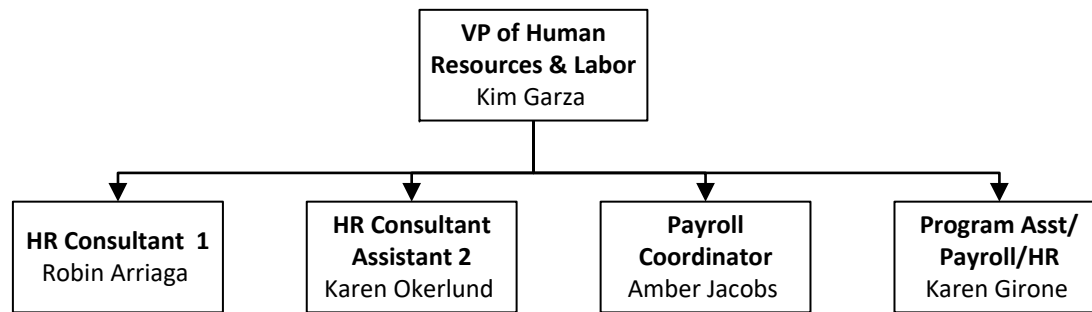 VP of Human
Resources & Labor
Kim Garza
HR Consultant 1
Robin Arriaga
HR Consultant
Assistant 2
Karen Okerlund
Payroll
Coordinator
Amber Jacobs
Program Asst/
Payroll/HR
Karen Girone